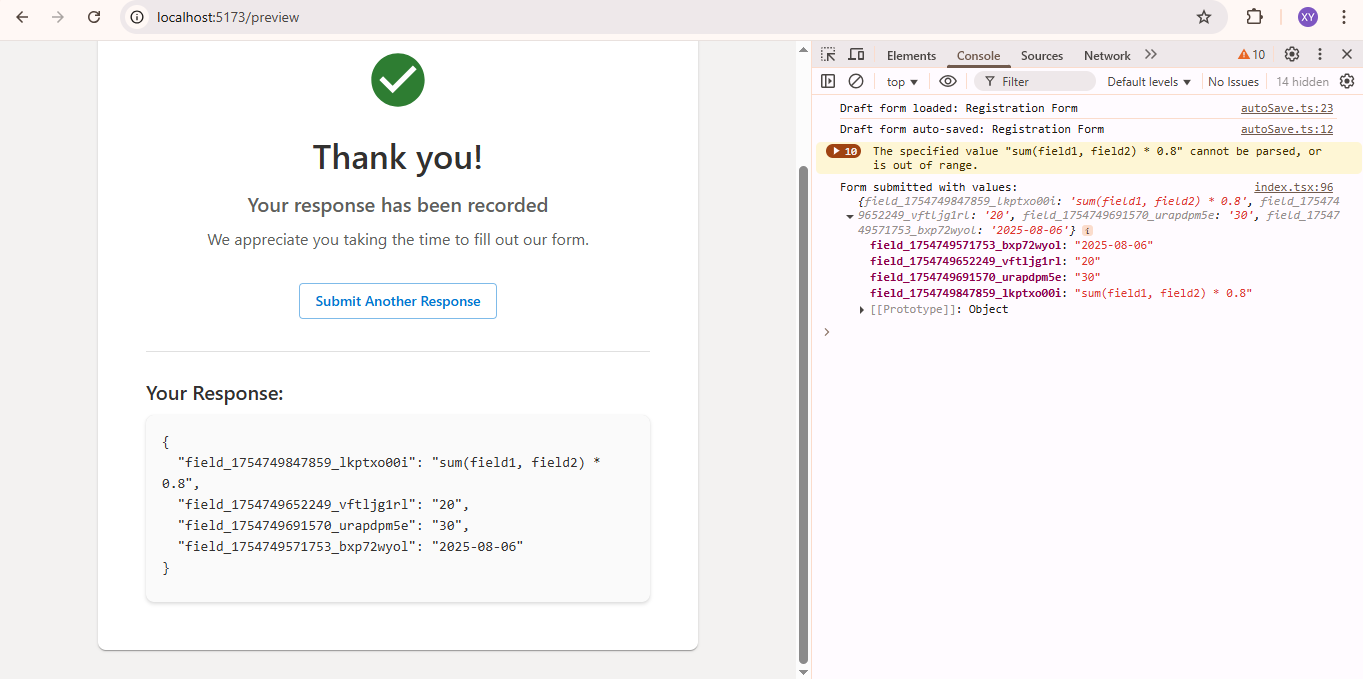 localhost:5173/preview
XY
Thank you!
Your response has been recorded
We appreciate you taking the time to fill out our form.
Submit Another Response
Your Response:
{
"field_1754749847859_lkptxo00i": "sum(field1, field2) *
0.8",
"field_1754749652249_vftljg1rl": "20",
"field_1754749691570_urapdpm5e": "30",
"field_1754749571753_bxp72wyol": "2025-08-06"
}
Elements Console Sources Network 10
top Filter Default levels No Issues 14 hidden
Draft form loaded: Registration Form autoSave.ts:23
Draft form auto-saved: Registration Form autoSave.ts:12
10 The specified value "sum(field1, field2) * 0.8" cannot be parsed, or
is out of range.
Form submitted with values: index.tsx:96
{field_1754749847859_lkptxo00i: 'sum(field1, field2) * 0.8', field_175474
9652249_vftljg1rl: '20', field_1754749691570_urapdpm5e: '30', field_17547
49571753_bxp72wyol: '2025-08-06'} i
field_1754749571753_bxp72wyol: "2025-08-06"
field_1754749652249_vftljg1rl: "20"
field_1754749691570_urapdpm5e: "30"
field_1754749847859_lkptxo00i: "sum(field1, field2) * 0.8"
[[Prototype]]: Object